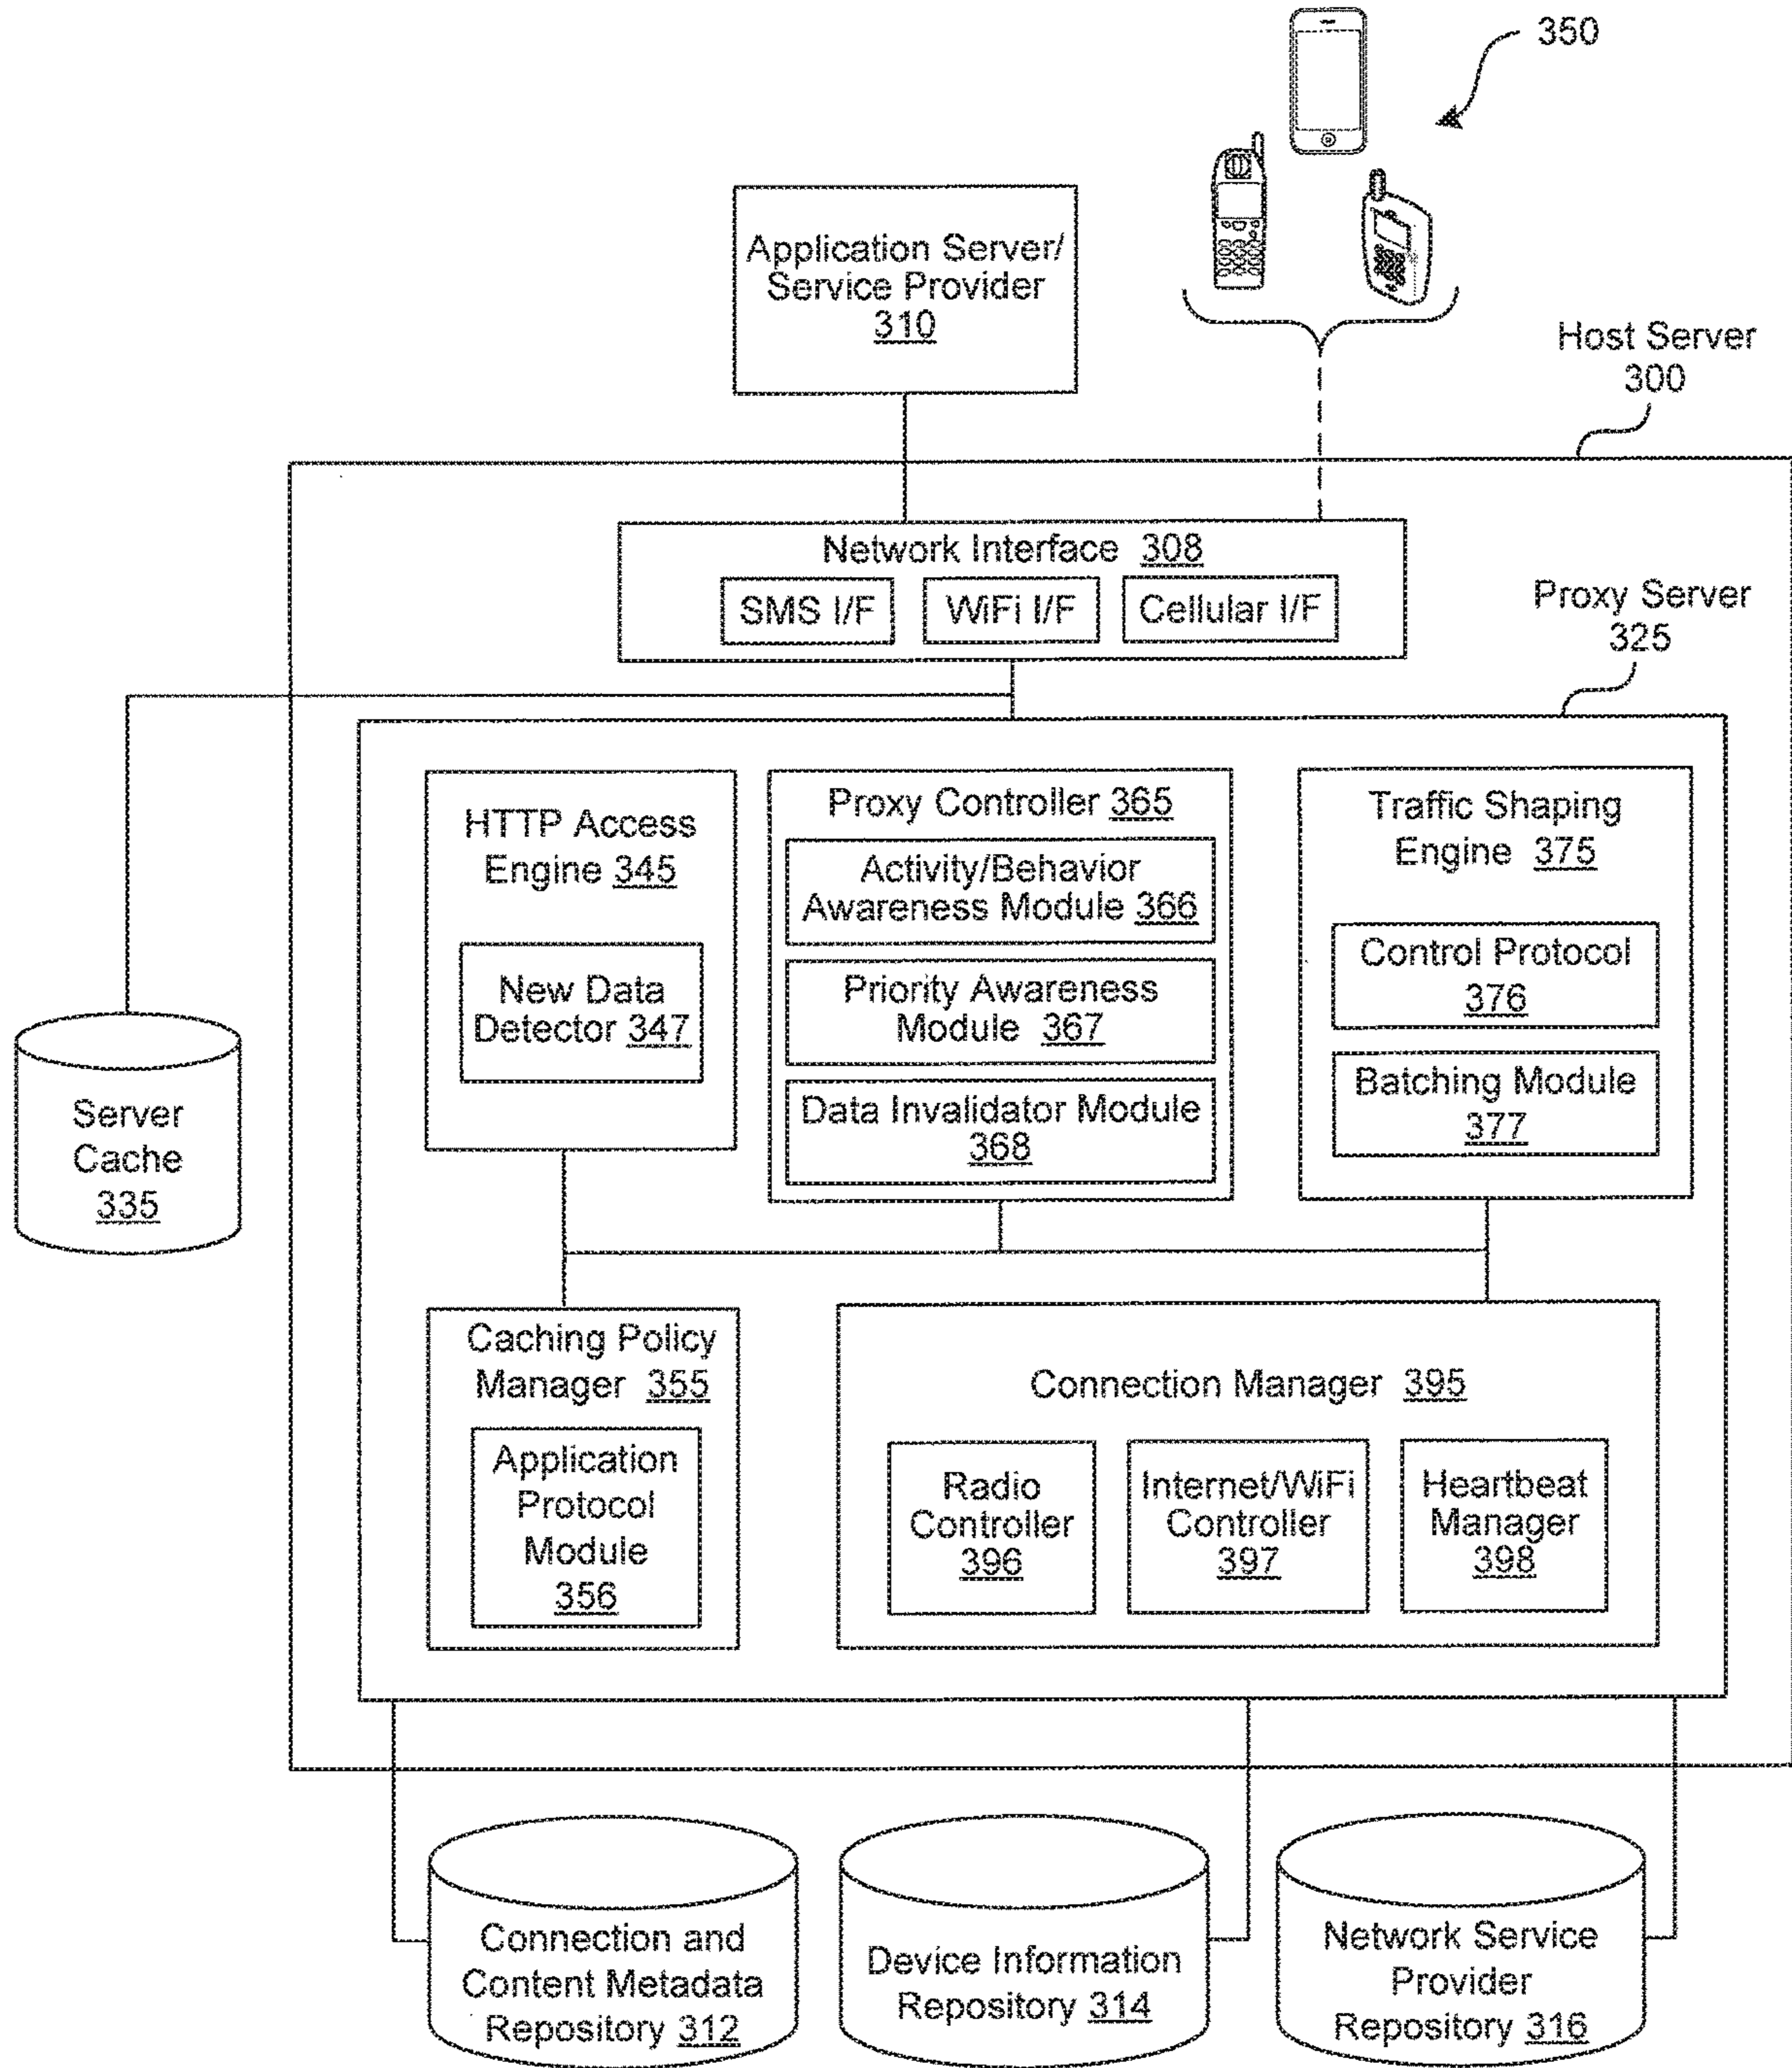 350
Application Server/
Service Provider
310
Host Server
300
Network Interface 308
SMS I/F
WiFi I/F
Cellular I/F
Proxy Server
325
HTTP Access
Engine 345
New Data
Detector 347
Proxy Controller 365
Activity/Behavior
Awareness Module 366
Priority Awareness
Module 367
Data Invalidator Module
368
Traffic Shaping
Engine 375
Control Protocol
376
Batching Module
377
Server
Cache
335
Caching Policy
Manager 355
Application
Protocol
Module
356
Connection Manager 395
Radio
Controller
396
Internet/WiFi
Controller
397
Heartbeat
Manager
398
Connection and
Content Metadata
Repository 312
Device Information
Repository 314
Network Service
Provider
Repository 316